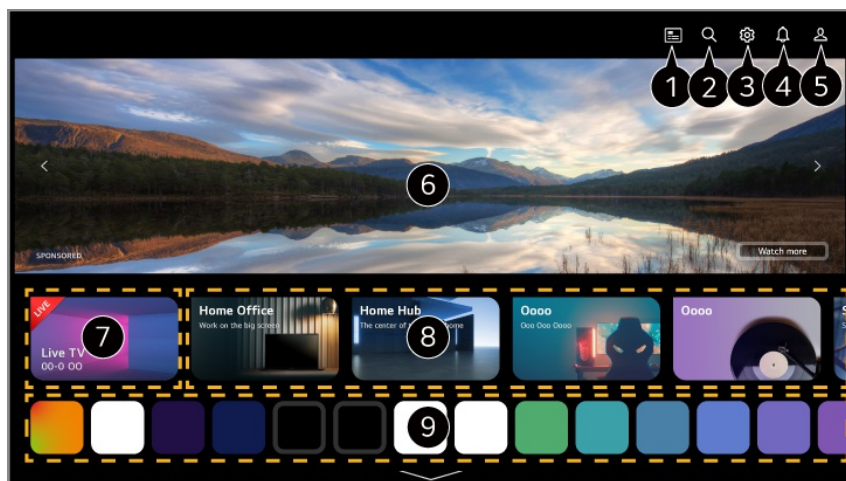 1 2 3 4 5
6
SPONSORED
Watch more
LIVE
7
Live TV
00-0 00
Home Office
Work on the big screen
Home Hub
The center of t
ome
8
Oooo
Ooo Ooo Oooo
Oooo
S
S
9